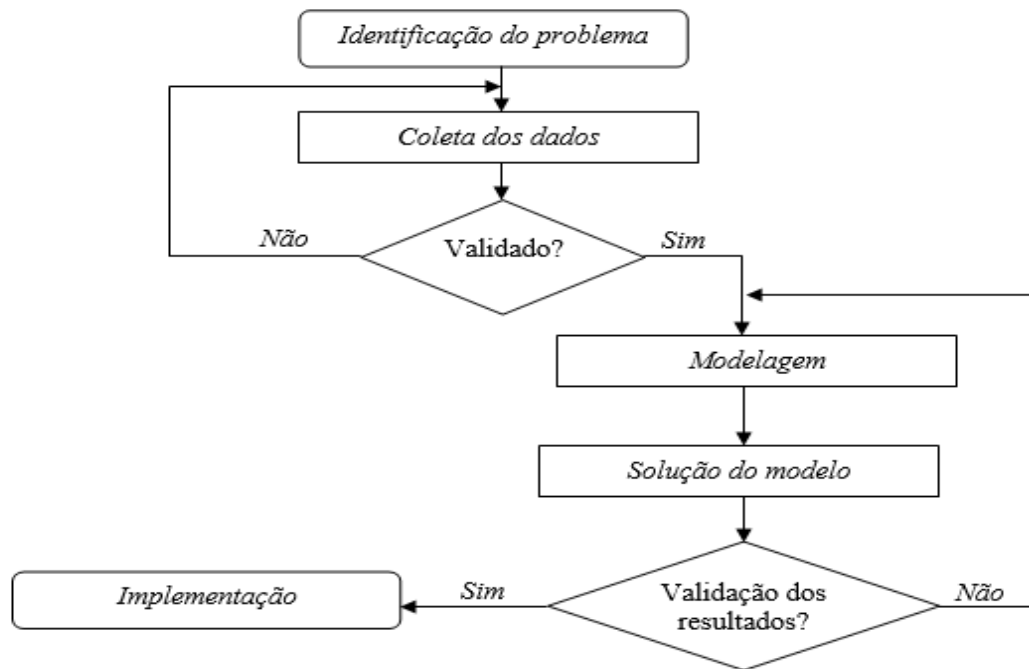 Identificação do problema
Coleta dos dados
Não
Validado?
Sim
Modelagem
Solução do modelo
Implementação
Sim
Validação dos
resultados?
Não